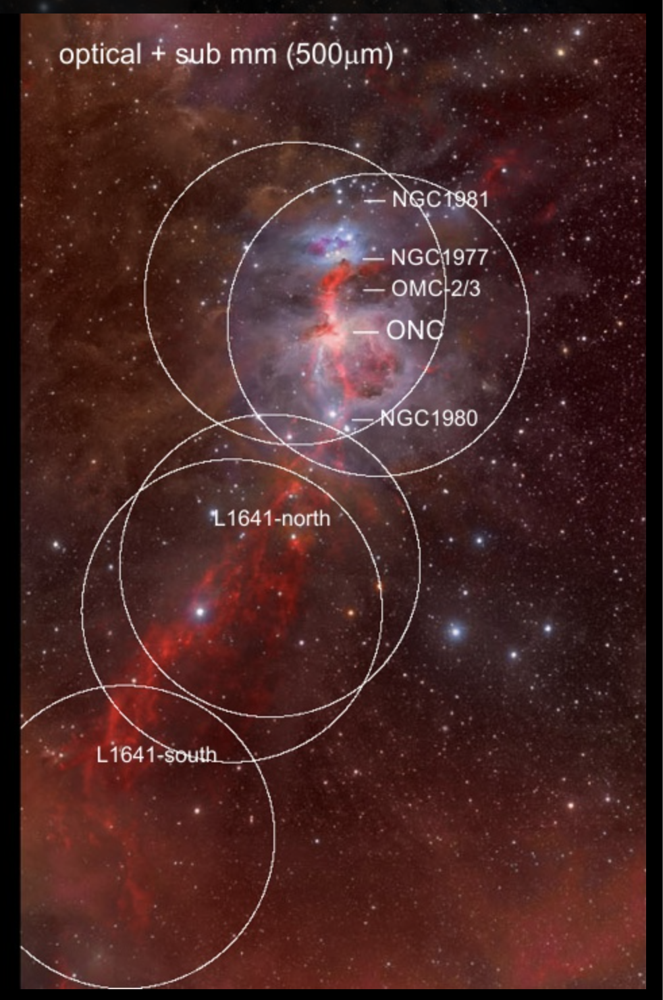 optical + sub mm (500μm)
NGC1981
NGC1977
OMC-2/3
ONC
NGC1980
L1641-north
L1641-south